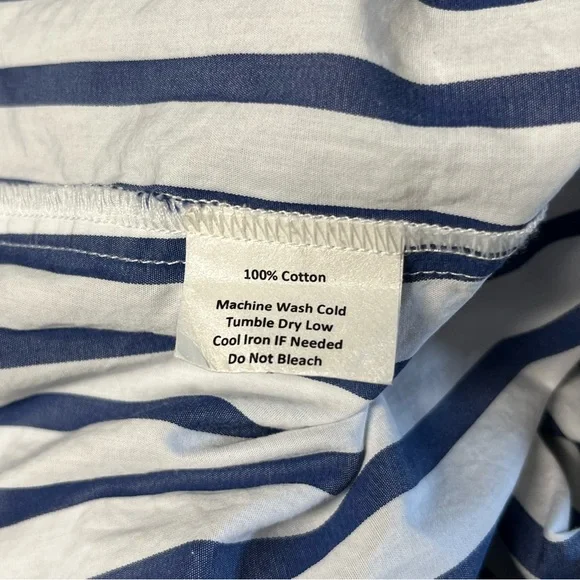 100% Cotton
Machine Wash Cold
Tumble Dry Low
Cool Iron IF Needed
Do Not Bleach